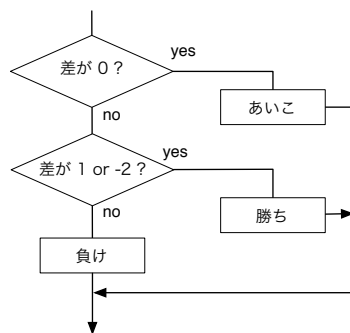 差が 0 ?
yes
あいこ
no
差が 1 or -2 ?
yes
勝ち
no
負け